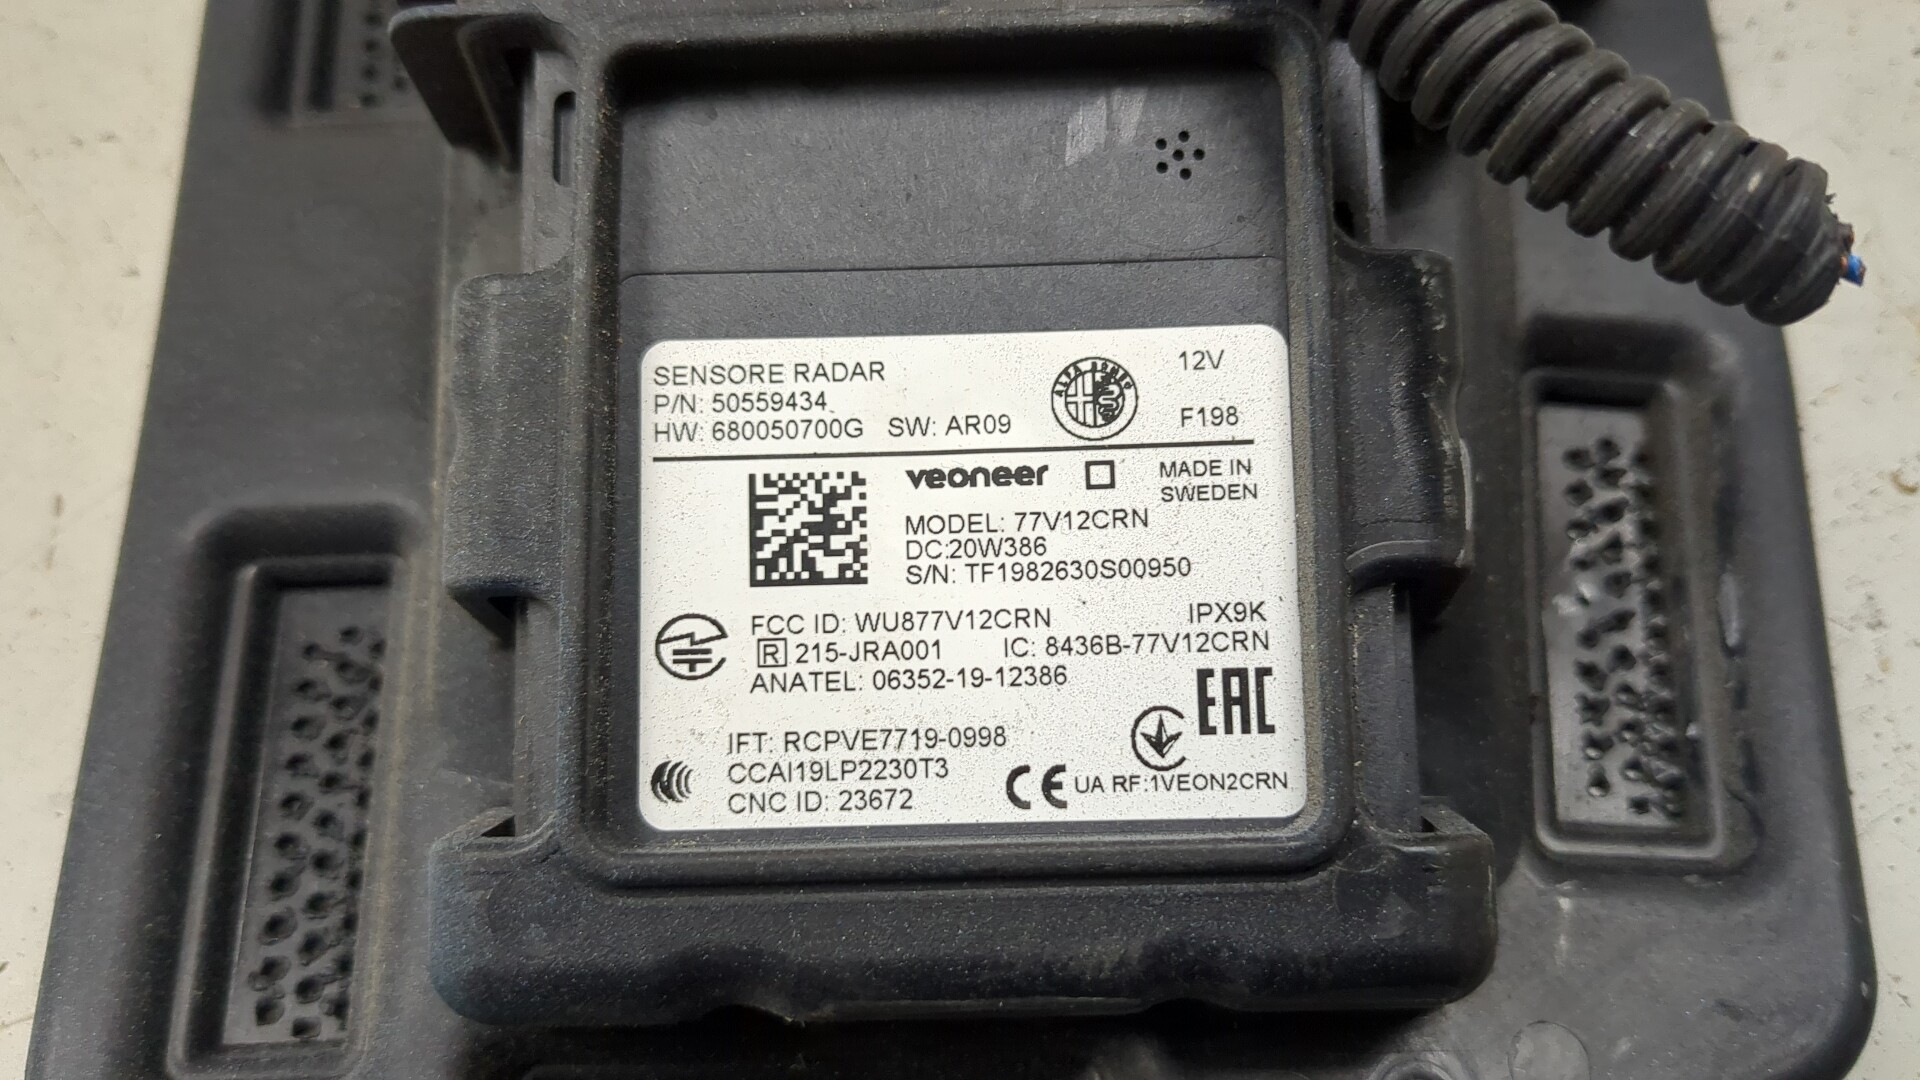 SENSORE RADAR
P/N: 50559434
HW: 680050700G SW: AR09
ALFA ROMEO
12V
F198
veoneer
MADE IN
SWEDEN
MODEL: 77V12CRN
DC:20W386
S/N: TF1982630S00950
FCC ID: WU877V12CRN IPX9K
R 215-JRA001 IC: 8436B-77V12CRN
ANATEL: 06352-19-12386
EAC
IFT: RCPVE7719-0998
CCAI19LP2230T3
CNC ID: 23672
CE UA RF:1VEON2CRN